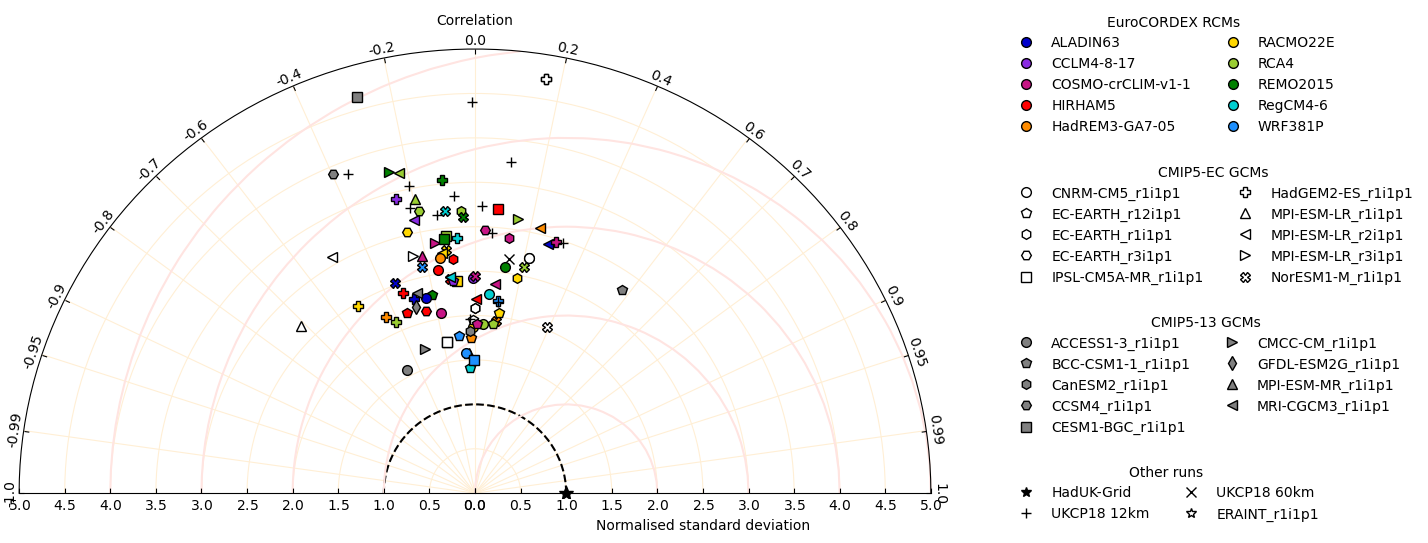 Correlation
0.0
-0.2
0.2
-0.4
0.4
-0.6
0.6
-0.7
0.7
-0.8
0.8
-0.9
0.9
-0.95
0.95
-0.99
0.99
-1.0
1.0
5.0 4.5 4.0 3.5 3.0 2.5 2.0 1.5 1.0 0.5 0.0 0.0 0.5 1.0 1.5 2.0 2.5 3.0 3.5 4.0 4.5 5.0
Normalised standard deviation
EuroCORDEX RCMs
ALADIN63
CCLM4-8-17
COSMO-crCLIM-v1-1
HIRHAM5
HadREM3-GA7-05
RACMO22E
RCA4
REMO2015
RegCM4-6
WRF381P
CMIP5-EC GCMs
CNRM-CM5_r1i1p1
EC-EARTH_r12i1p1
EC-EARTH_r1i1p1
EC-EARTH_r3i1p1
IPSL-CM5A-MR_r1i1p1
HadGEM2-ES_r1i1p1
MPI-ESM-LR_r1i1p1
MPI-ESM-LR_r2i1p1
MPI-ESM-LR_r3i1p1
NorESM1-M_r1i1p1
CMIP5-13 GCMs
ACCESS1-3_r1i1p1
BCC-CSM1-1_r1i1p1
CanESM2_r1i1p1
CCSM4_r1i1p1
CESM1-BGC_r1i1p1
CMCC-CM_r1i1p1
GFDL-ESM2G_r1i1p1
MPI-ESM-MR_r1i1p1
MRI-CGCM3_r1i1p1
Other runs
HadUK-Grid
UKCP18 12km
UKCP18 60km
ERAINT_r1i1p1